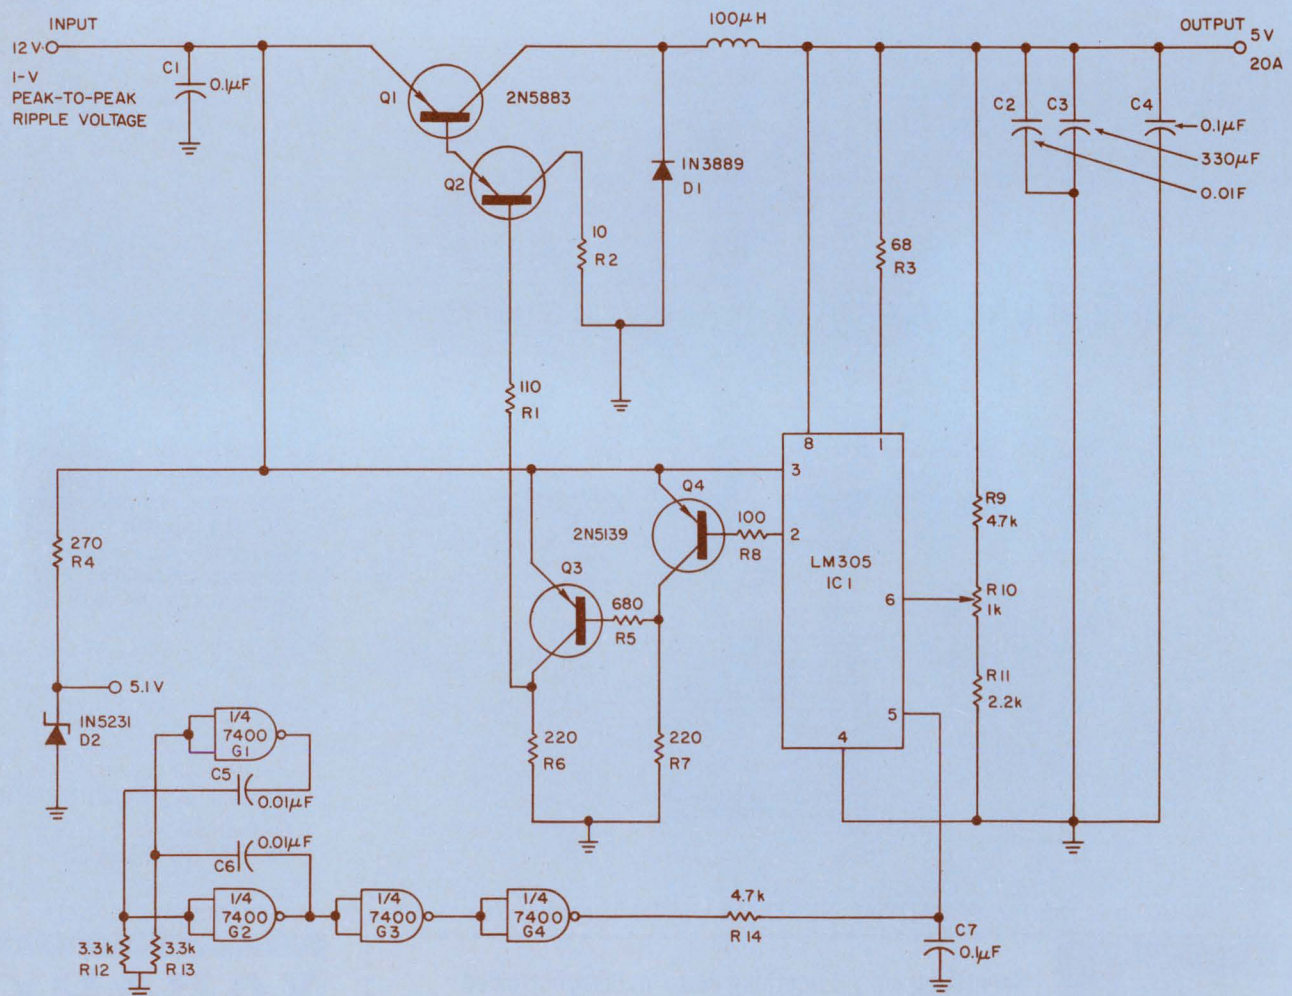 INPUT
12 V
1-V
PEAK-TO-PEAK
RIPPLE VOLTAGE
C1
0.1µF
Q1
2N5883
Q2
100µH
1N3889
D1
10
R2
OUTPUT
5V
20A
C2
C3
C4
0.1µF
330µF
0.01F
68
R3
110
R1
8
1
3
2
6
5
4
LM305
IC1
Q4
2N5139
100
R8
Q3
680
R5
R9
4.7k
R10
1k
R11
2.2k
270
R4
5.1V
1N5231
D2
1/4
7400
G1
C5
0.01µF
220
R6
220
R7
0.01µF
C6
1/4
7400
G2
1/4
7400
G3
1/4
7400
G4
4.7k
R14
C7
0.1µF
3.3k
R12
3.3k
R13